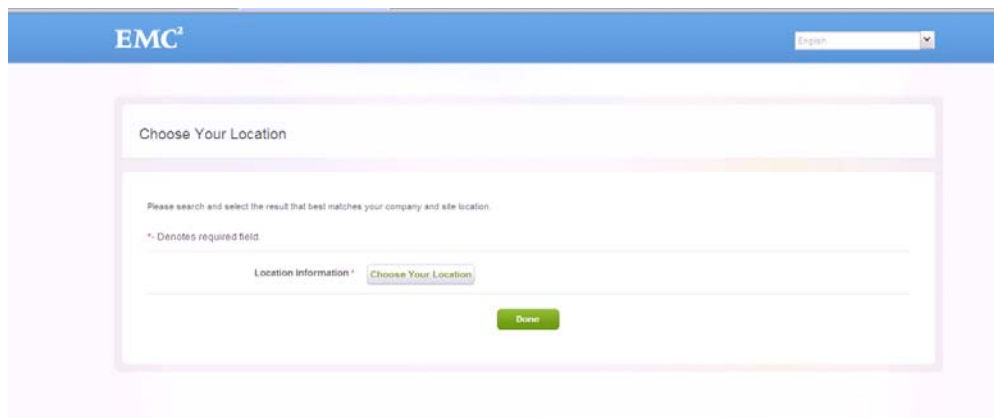 EMC²
English
Choose Your Location
Please search and select the result that best matches your company and site location.
*- Denotes required field.
Location Information * Choose Your Location
Done